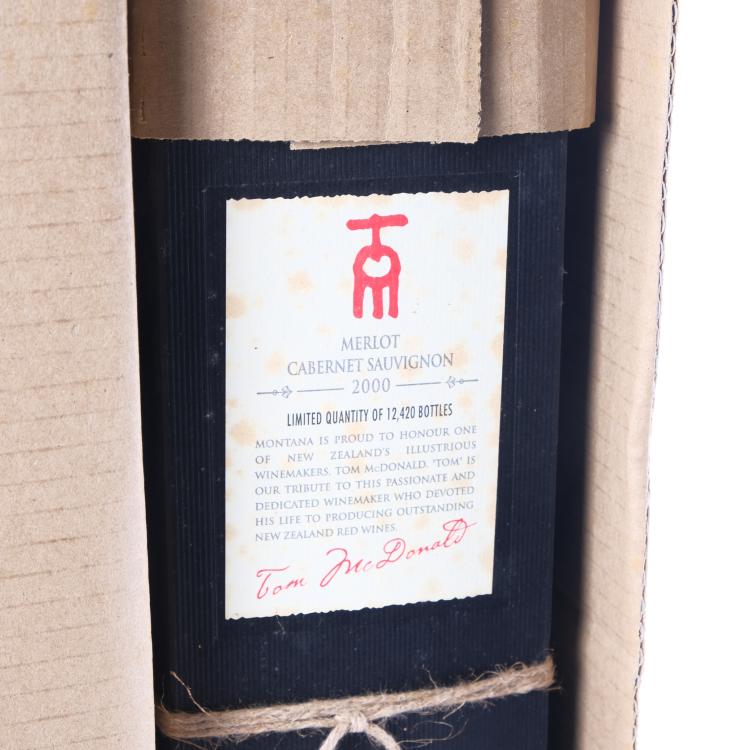 TOM
MERLOT
CABERNET SAUVIGNON
2000
LIMITED QUANTITY OF 12,420 BOTTLES
MONTANA IS PROUD TO HONOUR ONE
OF NEW ZEALAND'S ILLUSTRIOUS
WINEMAKERS, TOM McDONALD. "TOM" IS
OUR TRIBUTE TO THIS PASSIONATE AND
DEDICATED WINEMAKER WHO DEVOTED
HIS LIFE TO PRODUCING OUTSTANDING
NEW ZEALAND RED WINES.
Tom McDonald